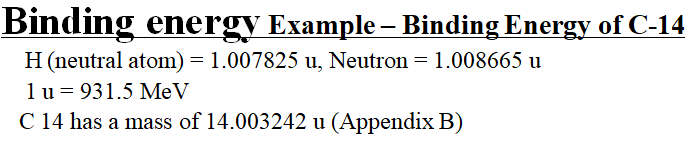 Binding energy Example – Binding Energy of C-14
H (neutral atom) = 1.007825 u, Neutron = 1.008665 u
1 u = 931.5 MeV
C 14 has a mass of 14.003242 u (Appendix B)